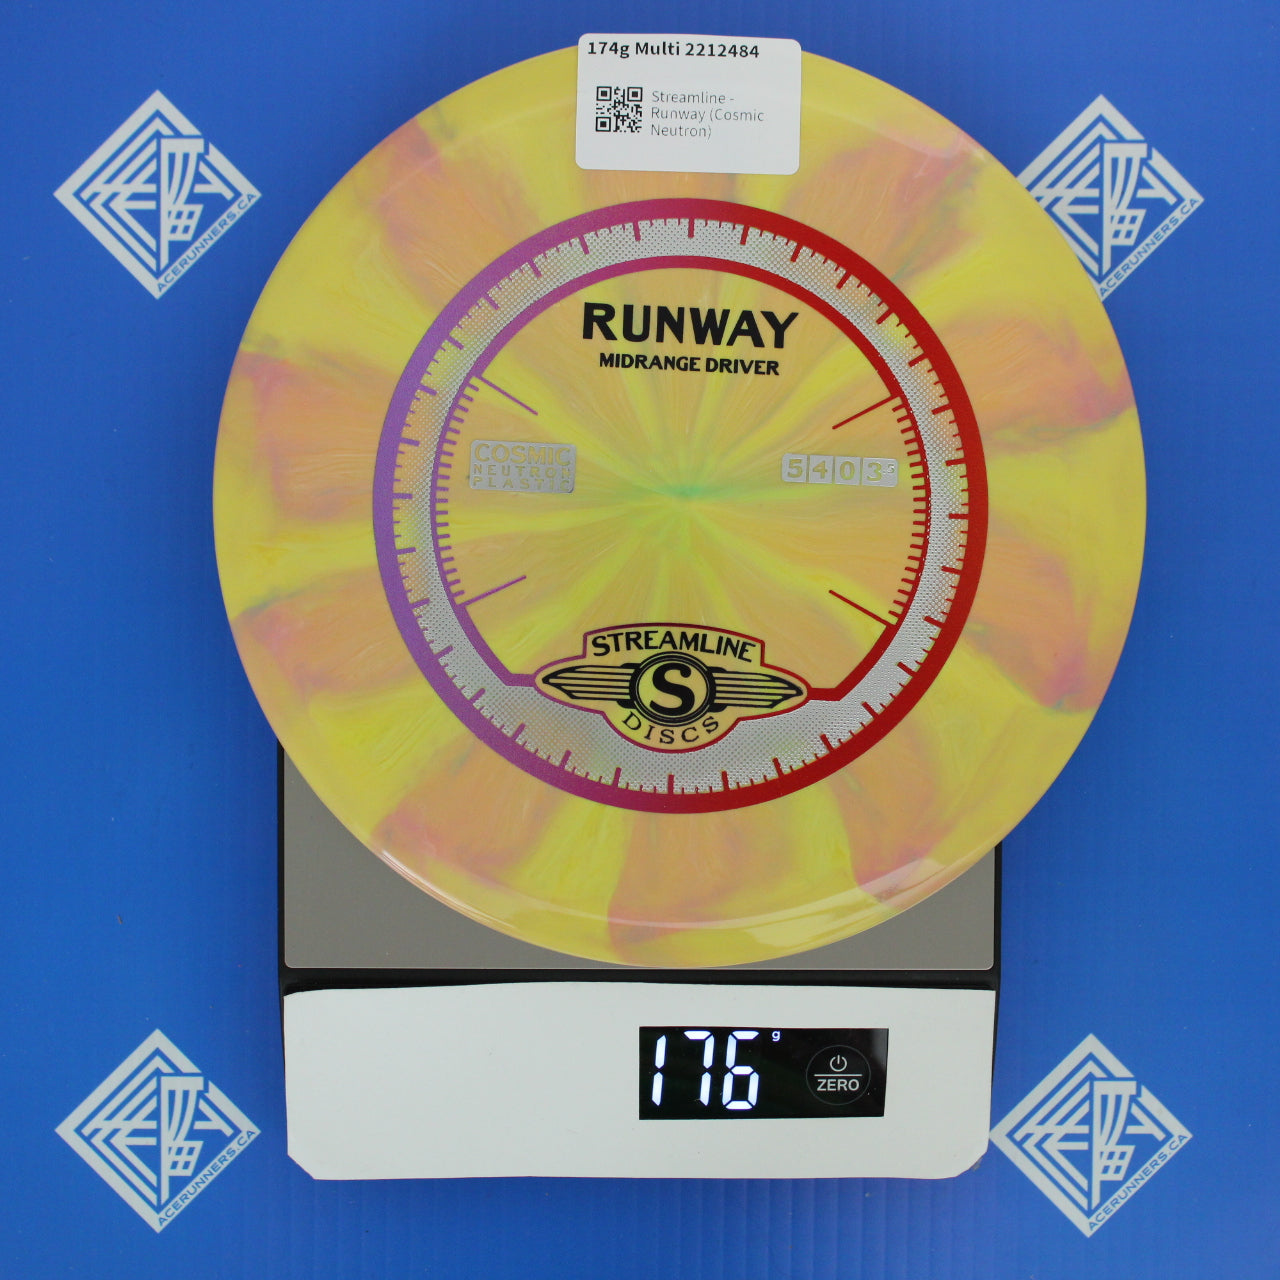 174g Multi 2212484
Streamline -
Runway (Cosmic
Neutron)
ACERUNNERS.CA
ACERUNNERS.CA
RUNWAY
MIDRANGE DRIVER
COSMIC
NEUTRON
PLASTIC
5 4 0 3.5
STREAMLINE
S
DISCS
176 g
ZERO
ACERUNNERS.CA
ACERUNNERS.CA